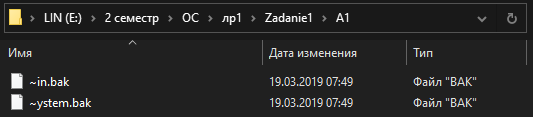 LIN (E:) > 2 семестр > ОС > лр1 > Zadanie1 > A1
Имя Дата изменения Тип
~in.bak 19.03.2019 07:49 Файл "BAK"
~ystem.bak 19.03.2019 07:49 Файл "BAK"